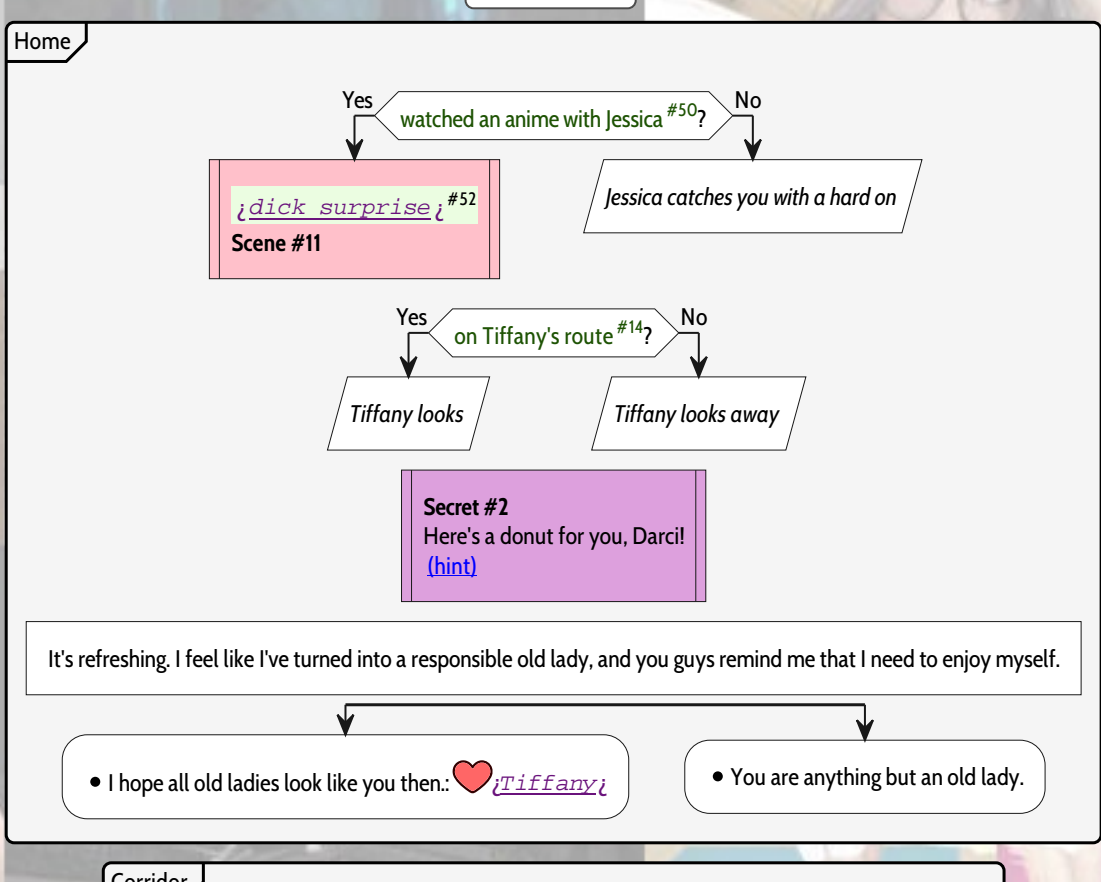 Home
Yes
watched an anime with Jessica #50?
No
¿dick surprise¿ #52
Scene #11
Jessica catches you with a hard on
Yes
on Tiffany's route #14?
No
Tiffany looks
Tiffany looks away
Secret #2
Here's a donut for you, Darci!
(hint)
It's refreshing. I feel like I've turned into a responsible old lady, and you guys remind me that I need to enjoy myself.
• I hope all old ladies look like you then.: ❤¿Tiffany¿
• You are anything but an old lady.
Corridor